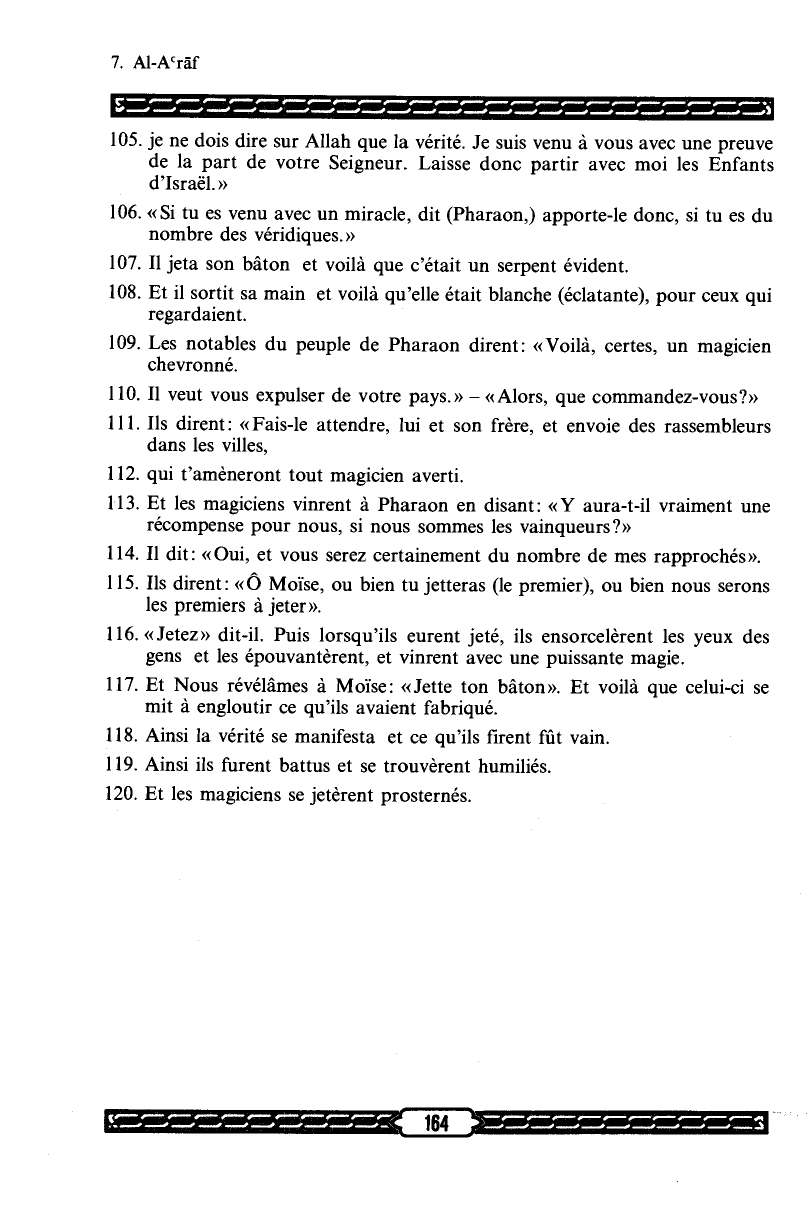 7. Al-Aᶜrāf
105. je ne dois dire sur Allah que la vérité. Je suis venu à vous avec une preuve
de la part de votre Seigneur. Laisse donc partir avec moi les Enfants
d’Israël.»
106. «Si tu es venu avec un miracle, dit (Pharaon,) apporte-le donc, si tu es du
nombre des véridiques.»
107. Il jeta son bâton et voilà que c’était un serpent évident.
108. Et il sortit sa main et voilà qu’elle était blanche (éclatante), pour ceux qui
regardaient.
109. Les notables du peuple de Pharaon dirent: «Voilà, certes, un magicien
chevronné.
110. Il veut vous expulser de votre pays.» – «Alors, que commandez-vous?»
111. Ils dirent: «Fais-le attendre, lui et son frère, et envoie des rassembleurs
dans les villes,
112. qui t’amèneront tout magicien averti.
113. Et les magiciens vinrent à Pharaon en disant: «Y aura-t-il vraiment une
récompense pour nous, si nous sommes les vainqueurs?»
114. Il dit: «Oui, et vous serez certainement du nombre de mes rapprochés».
115. Ils dirent: «Ô Moïse, ou bien tu jetteras (le premier), ou bien nous serons
les premiers à jeter».
116. «Jetez» dit-il. Puis lorsqu’ils eurent jeté, ils ensorcelèrent les yeux des
gens et les épouvantèrent, et vinrent avec une puissante magie.
117. Et Nous révélâmes à Moïse: «Jette ton bâton». Et voilà que celui-ci se
mit à engloutir ce qu’ils avaient fabriqué.
118. Ainsi la vérité se manifesta et ce qu’ils firent fût vain.
119. Ainsi ils furent battus et se trouvèrent humiliés.
120. Et les magiciens se jetèrent prosternés.
164